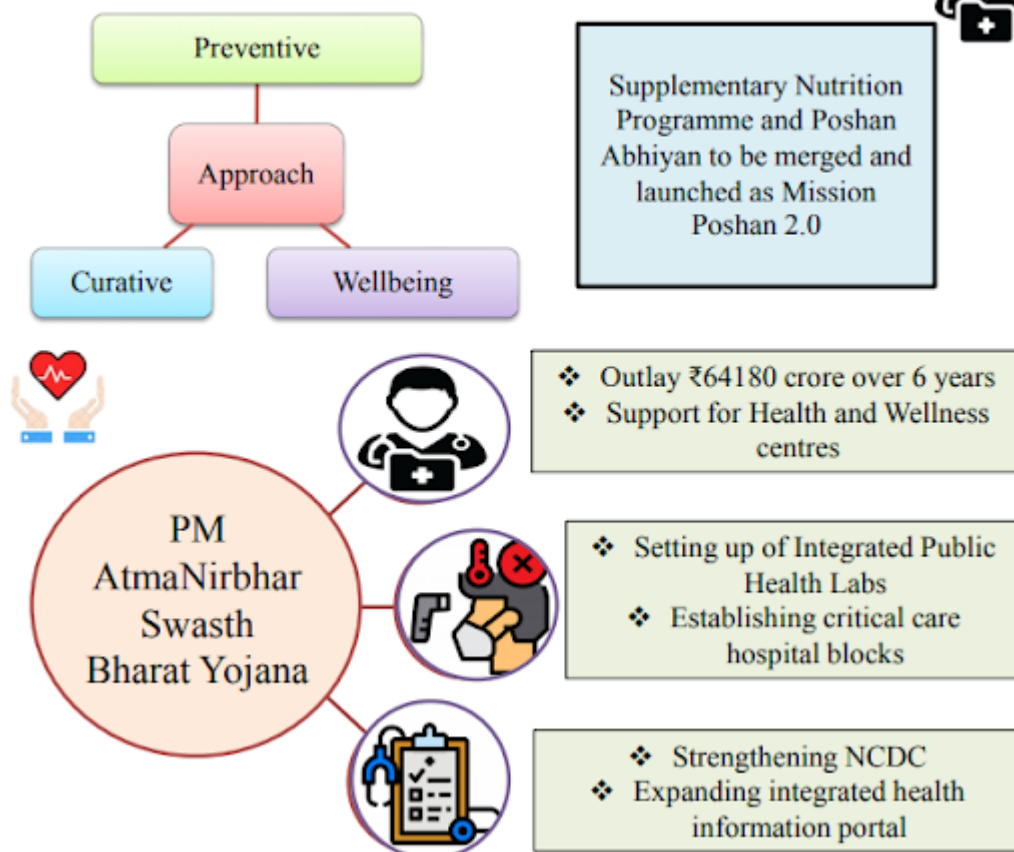 Preventive
Approach
Curative
Wellbeing
Supplementary Nutrition
Programme and Poshan
Abhiyan to be merged and
launched as Mission
Poshan 2.0
PM
AtmaNirbhar
Swasth
Bharat Yojana
❖ Outlay ₹64180 crore over 6 years
❖ Support for Health and Wellness
centres
❖ Setting up of Integrated Public
Health Labs
❖ Establishing critical care
hospital blocks
❖ Strengthening NCDC
❖ Expanding integrated health
information portal